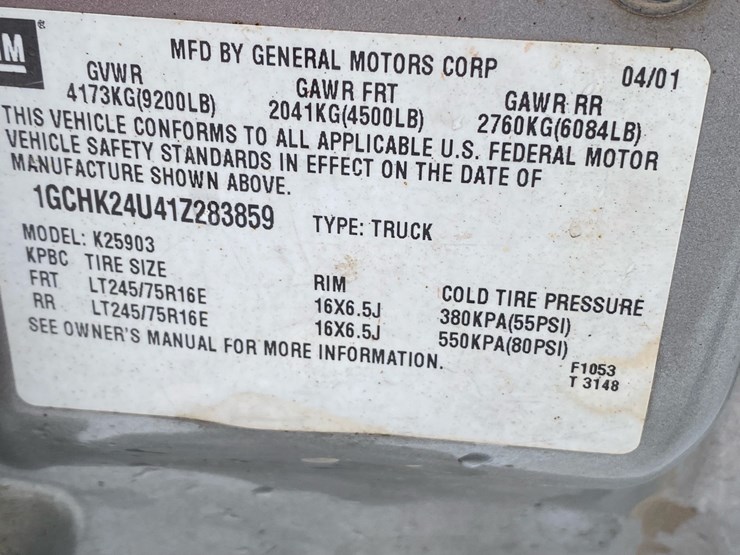 GM
MFD BY GENERAL MOTORS CORP 04/01
GVWR GAWR FRT GAWR RR
4173KG(9200LB) 2041KG(4500LB) 2760KG(6084LB)
THIS VEHICLE CONFORMS TO ALL APPLICABLE U.S. FEDERAL MOTOR
VEHICLE SAFETY STANDARDS IN EFFECT ON THE DATE OF
MANUFACTURE SHOWN ABOVE.
1GCHK24U41Z283859 TYPE: TRUCK
MODEL: K25903
KPBC TIRE SIZE RIM COLD TIRE PRESSURE
FRT LT245/75R16E 16X6.5J 380KPA(55PSI)
RR LT245/75R16E 16X6.5J 550KPA(80PSI)
SEE OWNER'S MANUAL FOR MORE INFORMATION.
F1053
T 3148